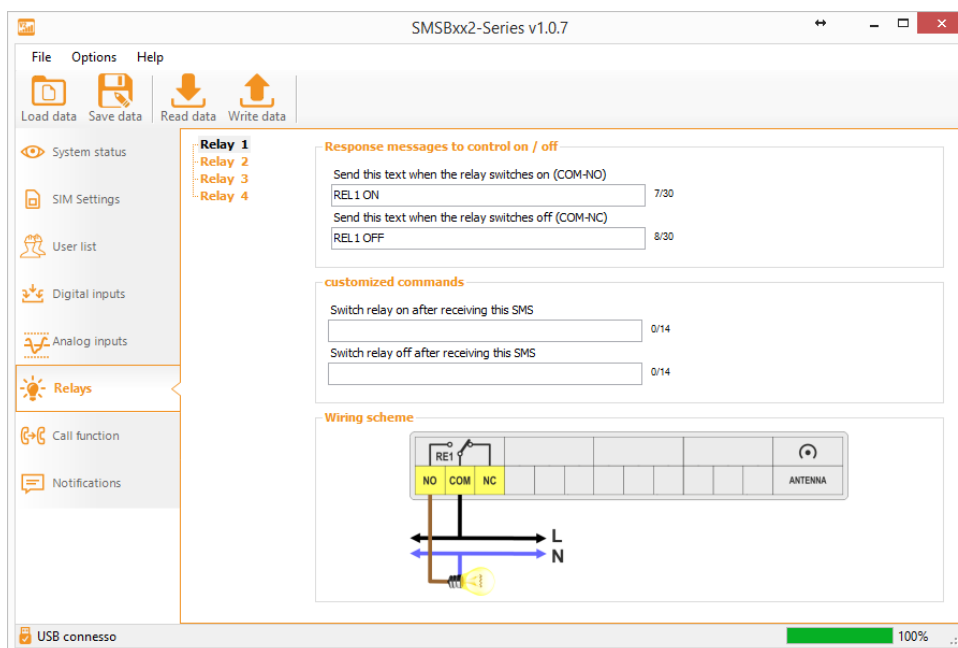 SMSBxx2-Series v1.0.7
File Options Help
Load data Save data Read data Write data
System status
SIM Settings
User list
Digital inputs
Analog inputs
Relays
Call function
Notifications
Relay 1
Relay 2
Relay 3
Relay 4
Response messages to control on / off
Send this text when the relay switches on (COM-NO)
REL1 ON 7/30
Send this text when the relay switches off (COM-NC)
REL1 OFF 8/30
customized commands
Switch relay on after receiving this SMS
0/14
Switch relay off after receiving this SMS
0/14
Wiring scheme
RE1
NO COM NC ANTENNA
L
N
USB connesso 100%